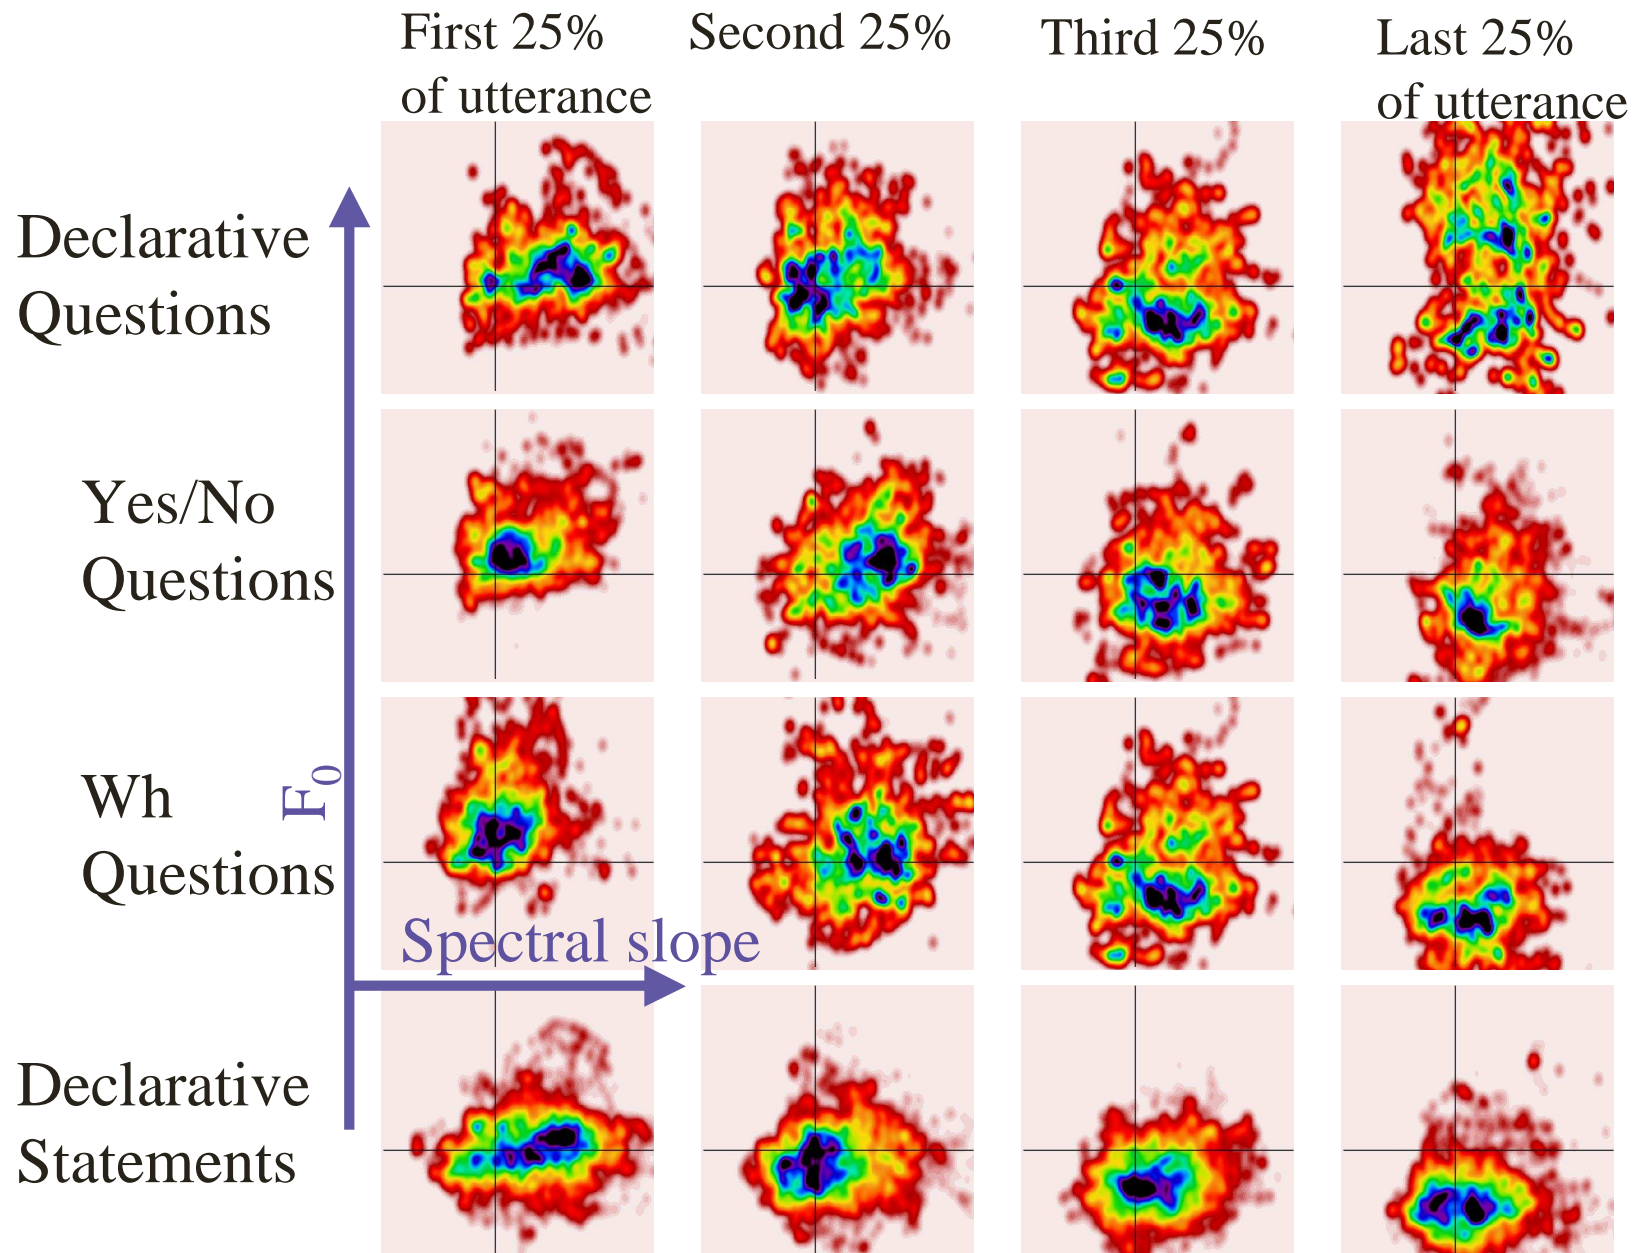 First 25%
of utterance
Second 25%
Third 25%
Last 25%
of utterance
Declarative
Questions
Yes/No
Questions
Wh
Questions
F₀
Spectral slope
Declarative
Statements